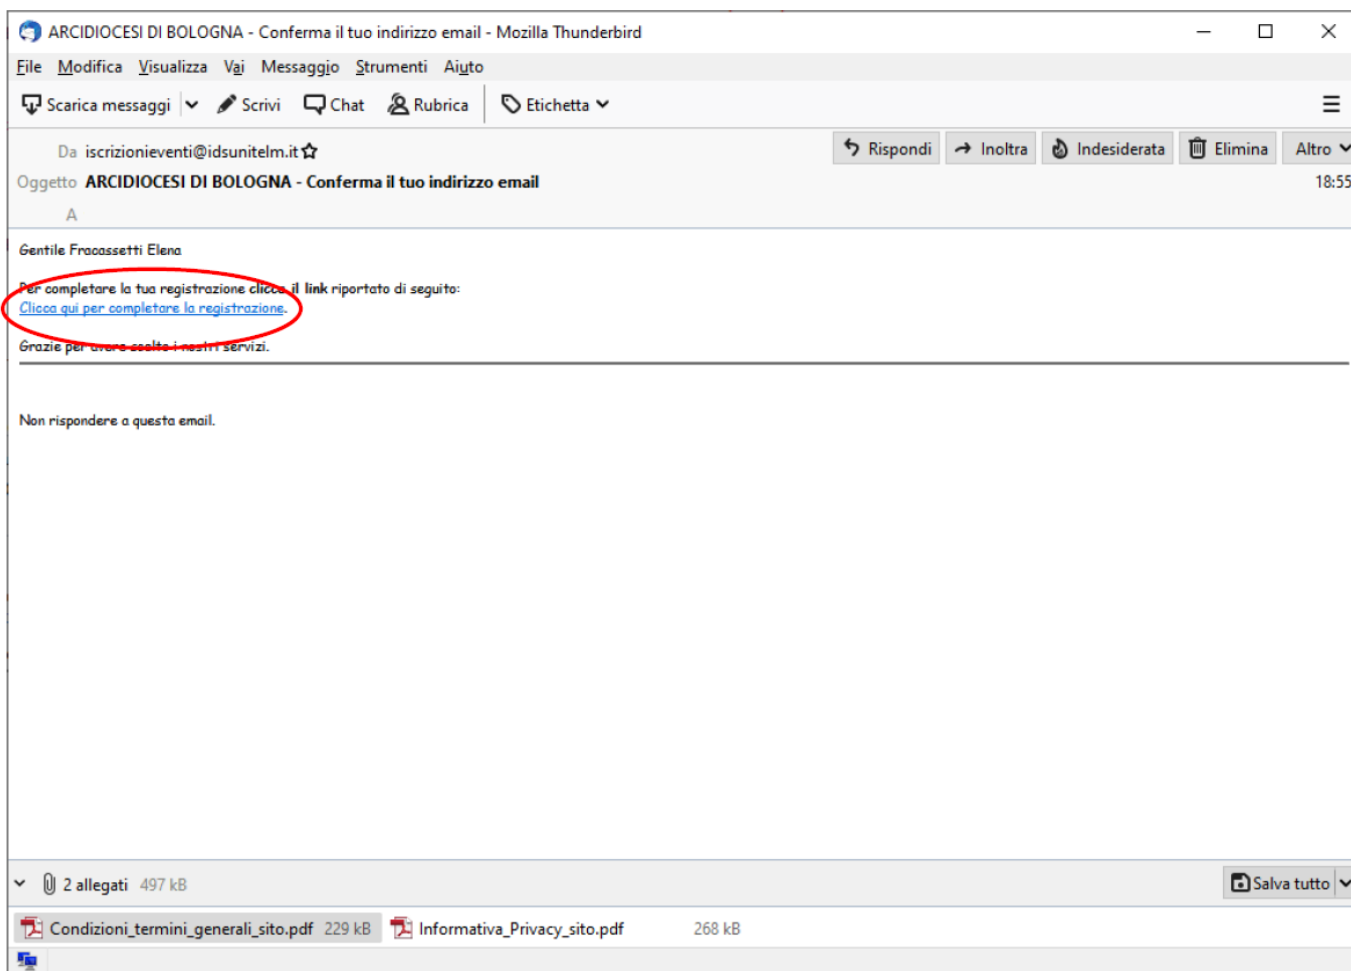 ARCIDIOCESI DI BOLOGNA - Conferma il tuo indirizzo email - Mozilla Thunderbird
File Modifica Visualizza Vai Messaggio Strumenti Aiuto
Scarica messaggi Scrivi Chat Rubrica Etichetta
Da iscrizionieventi@idsunitelm.it Rispondi Inoltra Indesiderata Elimina Altro
Oggetto ARCIDIOCESI DI BOLOGNA - Conferma il tuo indirizzo email 18:55
A
Gentile Fracassetti Elena
Per completare la tua registrazione clicca il link riportato di seguito:
Clicca qui per completare la registrazione.
Grazie per avere scelto i nostri servizi.
Non rispondere a questa email.
2 allegati 497 kB Salva tutto
Condizioni_termini_generali_sito.pdf 229 kB Informativa_Privacy_sito.pdf 268 kB